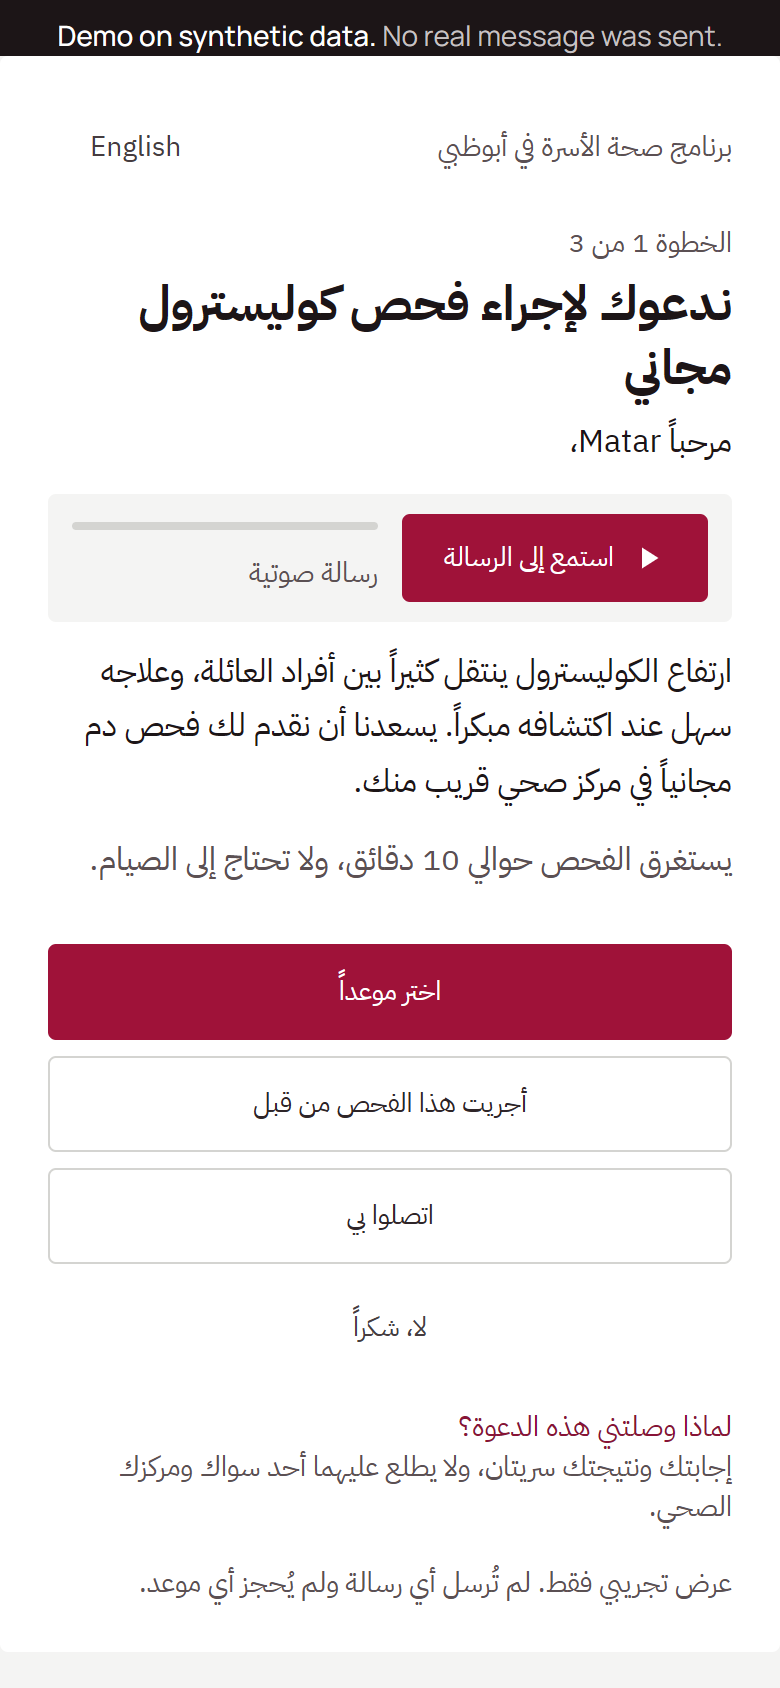 Demo on synthetic data. No real message was sent.
برنامج صحة الأسرة في أبوظبي
English
الخطوة 1 من 3
ندعوك لإجراء فحص كوليسترول
مجاني
مرحباً Matar،
استمع إلى الرسالة
رسالة صوتية
ارتفاع الكوليسترول ينتقل كثيراً بين أفراد العائلة، وعلاجه
سهل عند اكتشافه مبكراً. يسعدنا أن نقدم لك فحص دم
مجانياً في مركز صحي قريب منك.
يستغرق الفحص حوالي 10 دقائق، ولا تحتاج إلى الصيام.
اختر موعداً
أجريت هذا الفحص من قبل
اتصلوا بي
لا، شكراً
لماذا وصلتني هذه الدعوة؟
إجابتك ونتيجتك سريتان، ولا يطلع عليهما أحد سواك ومركزك
الصحي.
عرض تجريبي فقط. لم تُرسل أي رسالة ولم يُحجز أي موعد.